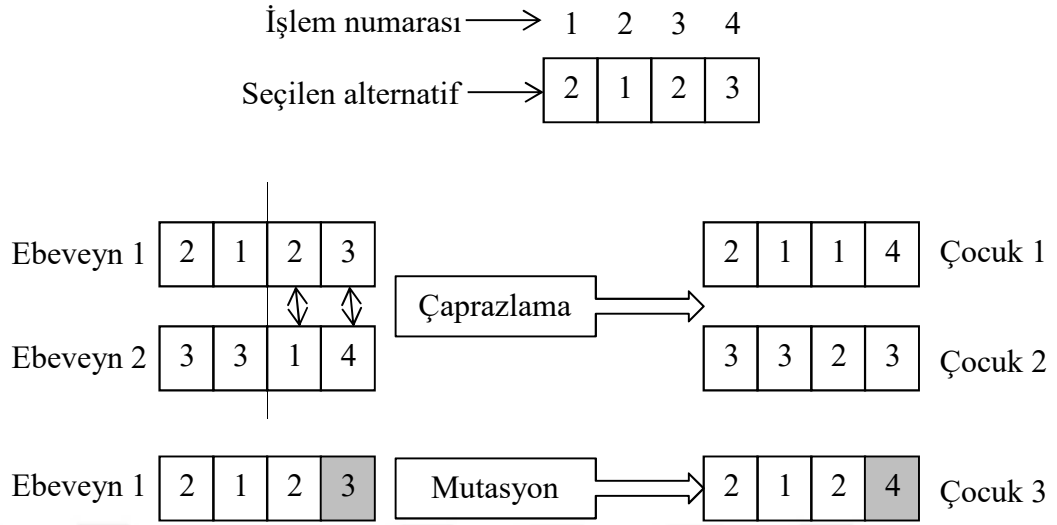 İşlem numarası 1 2 3 4
Seçilen alternatif 2 1 2 3
Ebeveyn 1 2 1 2 3 2 1 1 4 Çocuk 1
Çaprazlama
Ebeveyn 2 3 3 1 4 3 3 2 3 Çocuk 2
Ebeveyn 1 2 1 2 3 Mutasyon 2 1 2 4 Çocuk 3